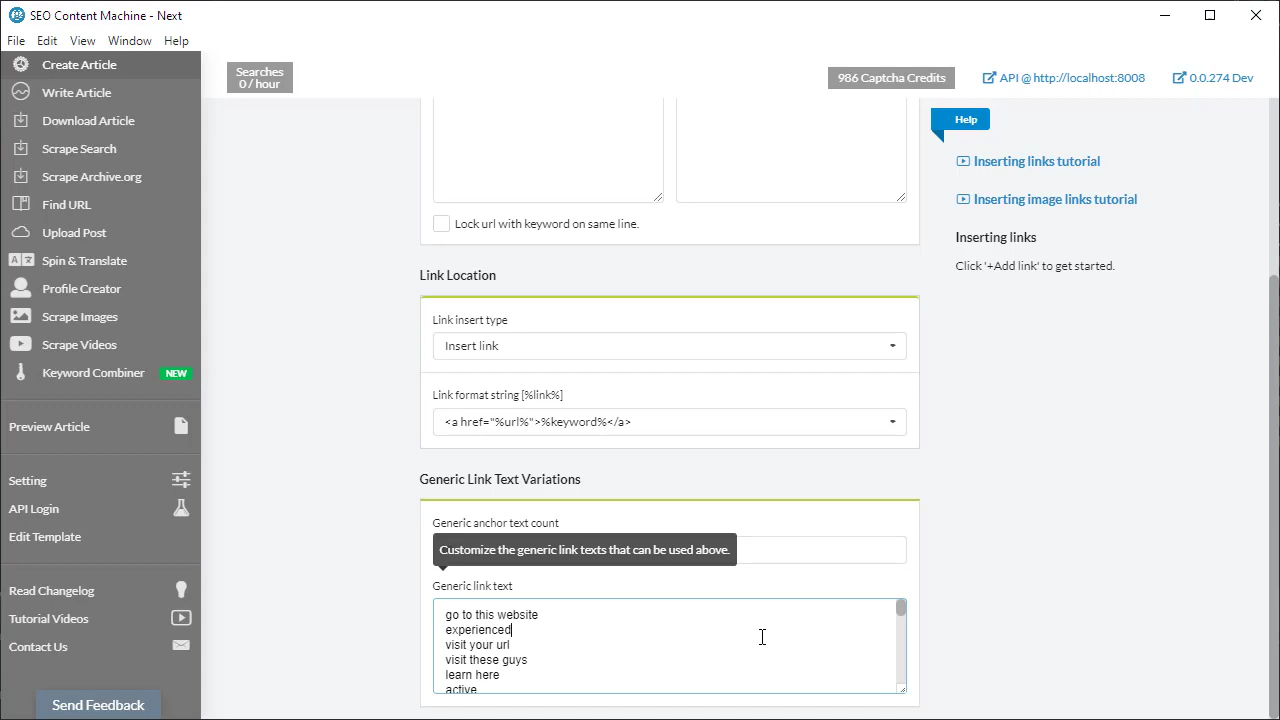 SEO Content Machine - Next
File Edit View Window Help
Create Article
Write Article
Download Article
Scrape Search
Scrape Archive.org
Find URL
Upload Post
Spin & Translate
Profile Creator
Scrape Images
Scrape Videos
Keyword Combiner NEW
Preview Article
Setting
API Login
Edit Template
Read Changelog
Tutorial Videos
Contact Us
Send Feedback
Searches
0 / hour
986 Captcha Credits
API @ http://localhost:8008
0.0.274 Dev
Lock url with keyword on same line.
Link Location
Link insert type
Insert link
Link format string [%link%]
<a href="%url%">%keyword%</a>
Generic Link Text Variations
Generic anchor text count
Customize the generic link texts that can be used above.
Generic link text
go to this website
experienced
visit your url
visit these guys
learn here
active
Help
Inserting links tutorial
Inserting image links tutorial
Inserting links
Click '+Add link' to get started.